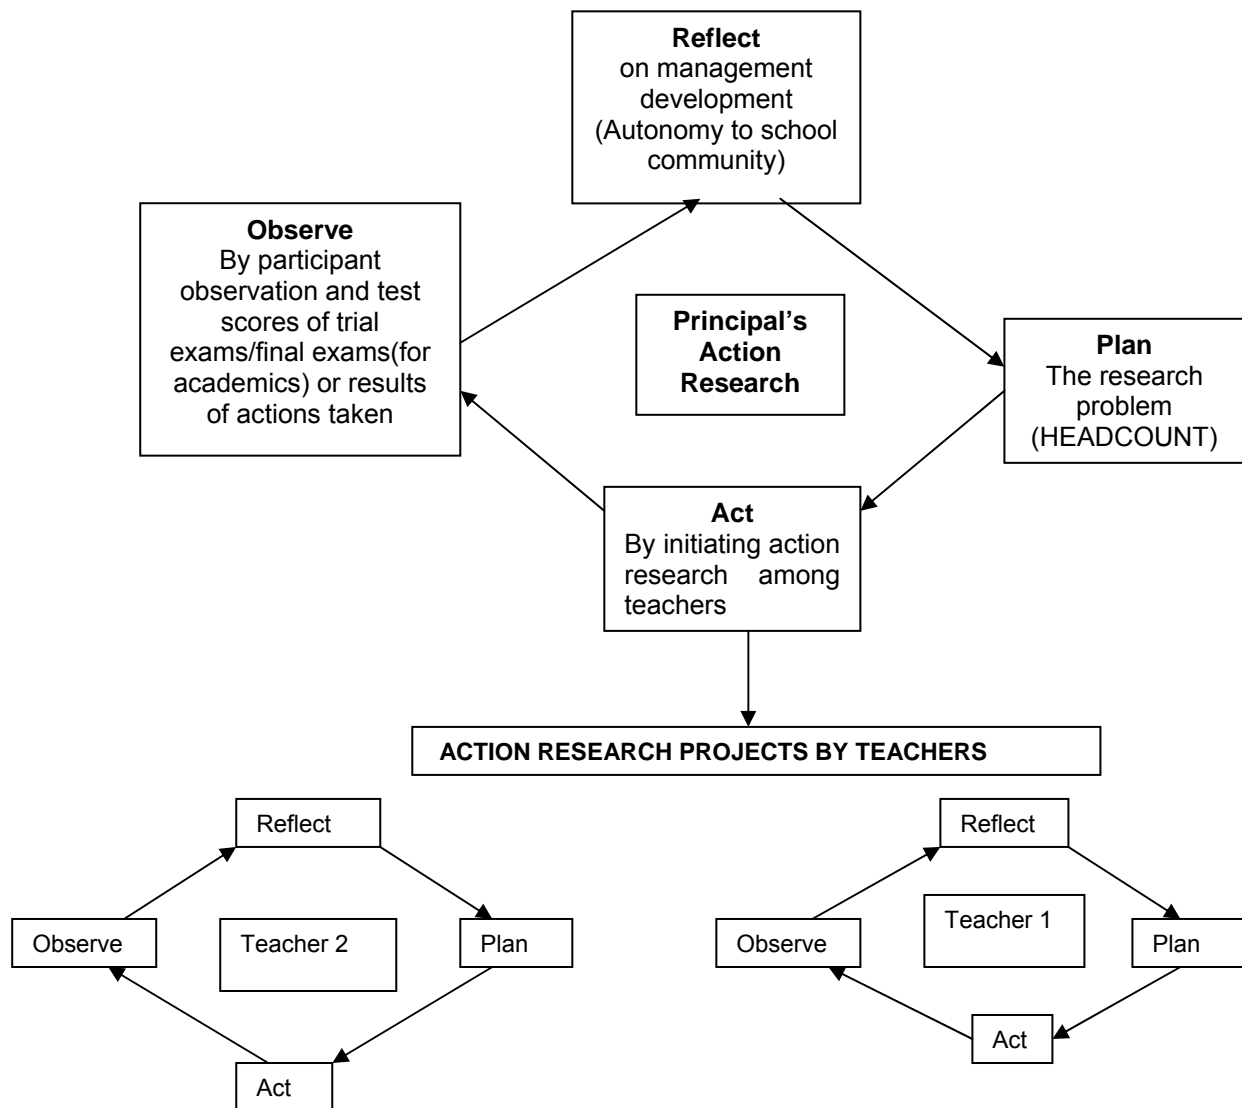 Reflect
on management
development
(Autonomy to school
community)
Observe
By participant
observation and test
scores of trial
exams/final exams(for
academics) or results
of actions taken
Principal's
Action
Research
Plan
The research
problem
(HEADCOUNT)
Act
By initiating action
research among
teachers
ACTION RESEARCH PROJECTS BY TEACHERS
Reflect
Observe
Teacher 2
Plan
Act
Reflect
Observe
Teacher 1
Plan
Act